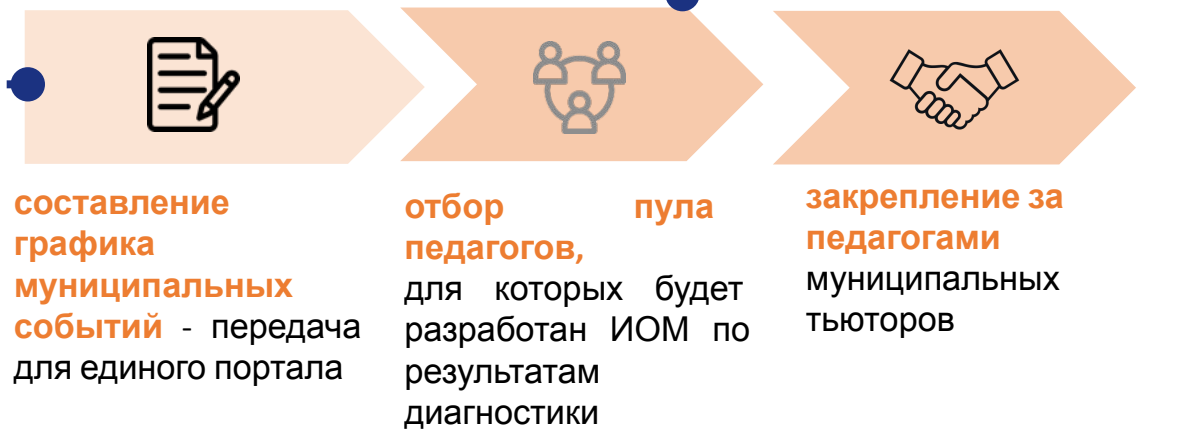 составление
графика
муниципальных
событий - передача
для единого портала
отбор пула
педагогов,
для которых будет
разработан ИОМ по
результатам
диагностики
закрепление за
педагогами
муниципальных
тьюторов